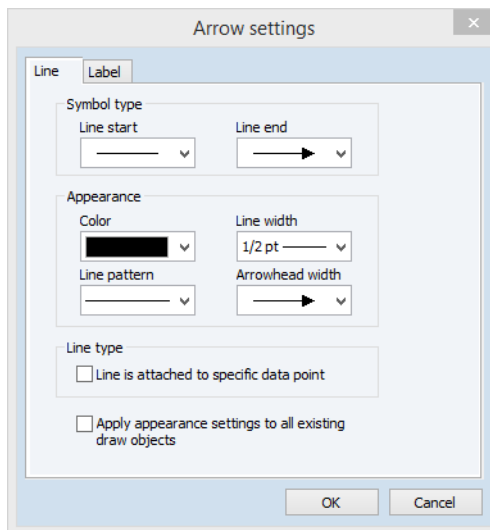 Arrow settings
Line
Label
Symbol type
Line start
Line end
Appearance
Color
Line width
1/2 pt
Line pattern
Arrowhead width
Line type
Line is attached to specific data point
Apply appearance settings to all existing
draw objects
OK
Cancel